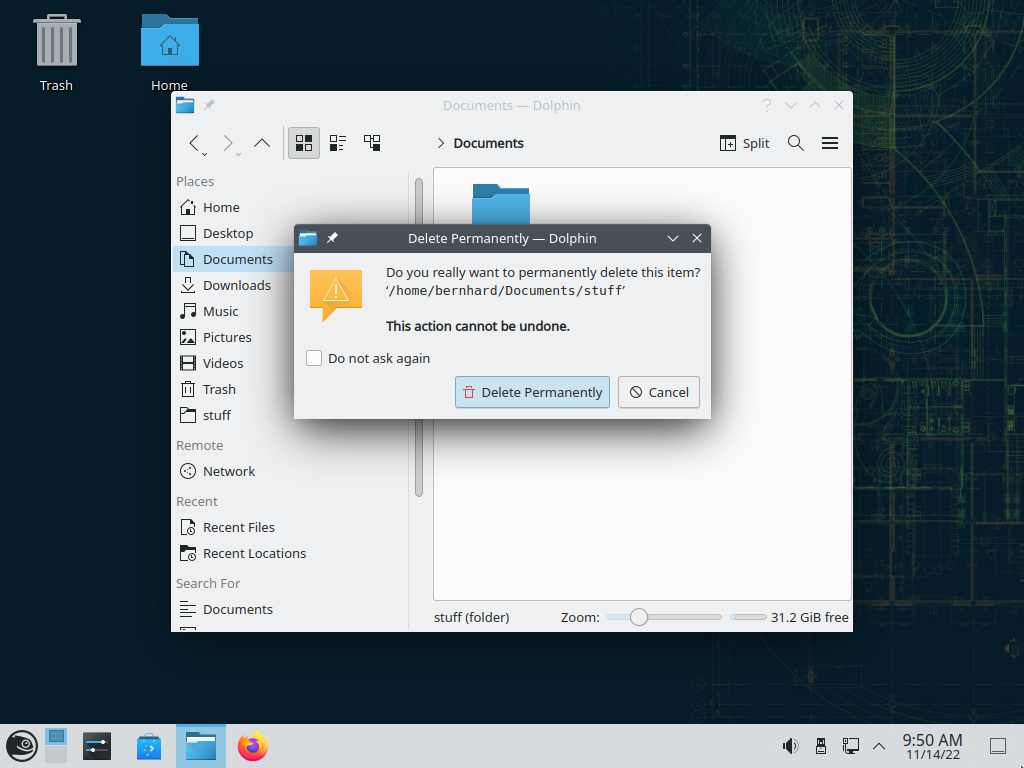 Trash
Home
Documents — Dolphin
Documents
Split
Places
Home
Desktop
Documents
Downloads
Music
Pictures
Videos
Trash
stuff
Remote
Network
Recent
Recent Files
Recent Locations
Search For
Documents
Delete Permanently — Dolphin
Do you really want to permanently delete this item?
‘/home/bernhard/Documents/stuff’
This action cannot be undone.
Do not ask again
Delete Permanently
Cancel
stuff (folder)
Zoom:
31.2 GiB free
9:50 AM
11/14/22